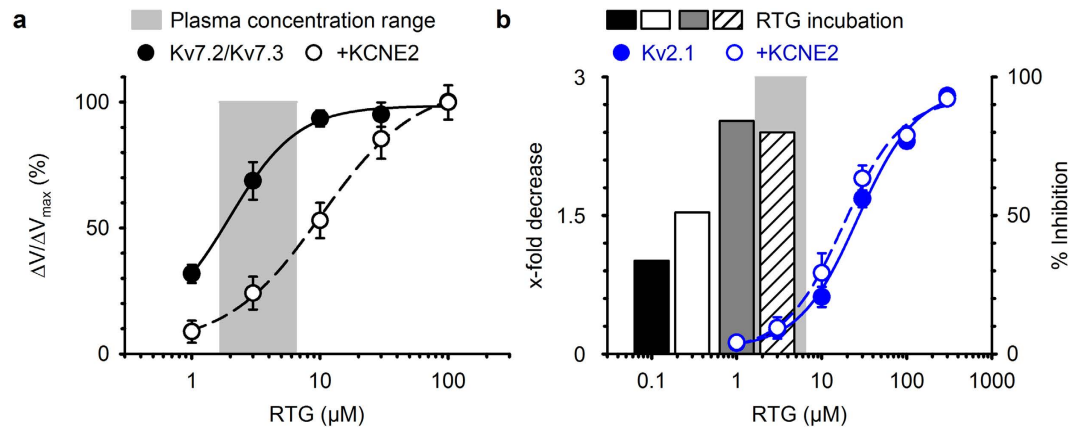 a
Plasma concentration range
Kv7.2/Kv7.3
+KCNE2
ΔV/ΔVmax (%)
100
50
0
1
10
100
RTG (µM)
b
RTG incubation
Kv2.1
+KCNE2
x-fold decrease
3
1.5
0
% Inhibition
100
50
0
0.1
1
10
100
1000
RTG (µM)